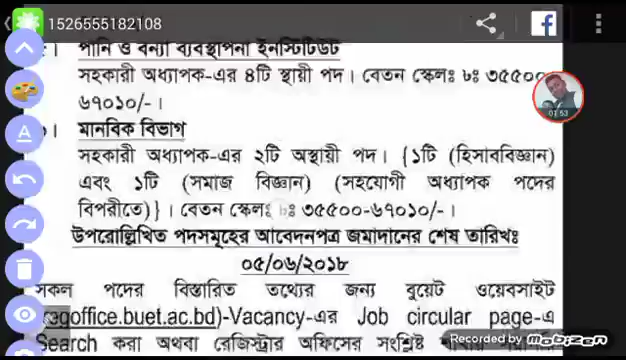 1526555182108
পানি ও বন্যা ব্যবস্থাপনা ইনস্টিটিউট
সহকারী অধ্যাপক-এর ৪টি স্থায়ী পদ। বেতন স্কেলঃ ৳ঃ ৩৫৫০০-
৬৭০১০/-।
মানবিক বিভাগ
সহকারী অধ্যাপক-এর ২টি অস্থায়ী পদ। {১টি (হিসাববিজ্ঞান)
এবং ১টি (সমাজ বিজ্ঞান) (সহযোগী অধ্যাপক পদের
বিপরীতে)}। বেতন স্কেলঃ ৳ঃ ৩৫৫০০-৬৭০১০/-।
উপরোল্লিখিত পদসমূহের আবেদনপত্র জমাদানের শেষ তারিখঃ
০৫/০৬/২০১৮
সকল পদের বিস্তারিত তথ্যের জন্য বুয়েট ওয়েবসাইট
regoffice.buet.ac.bd)-Vacancy-এর Job circular page-এ
Search করা অথবা রেজিস্ট্রার অফিসের সংশ্লিষ্ট
01:53
Recorded by Mobizen